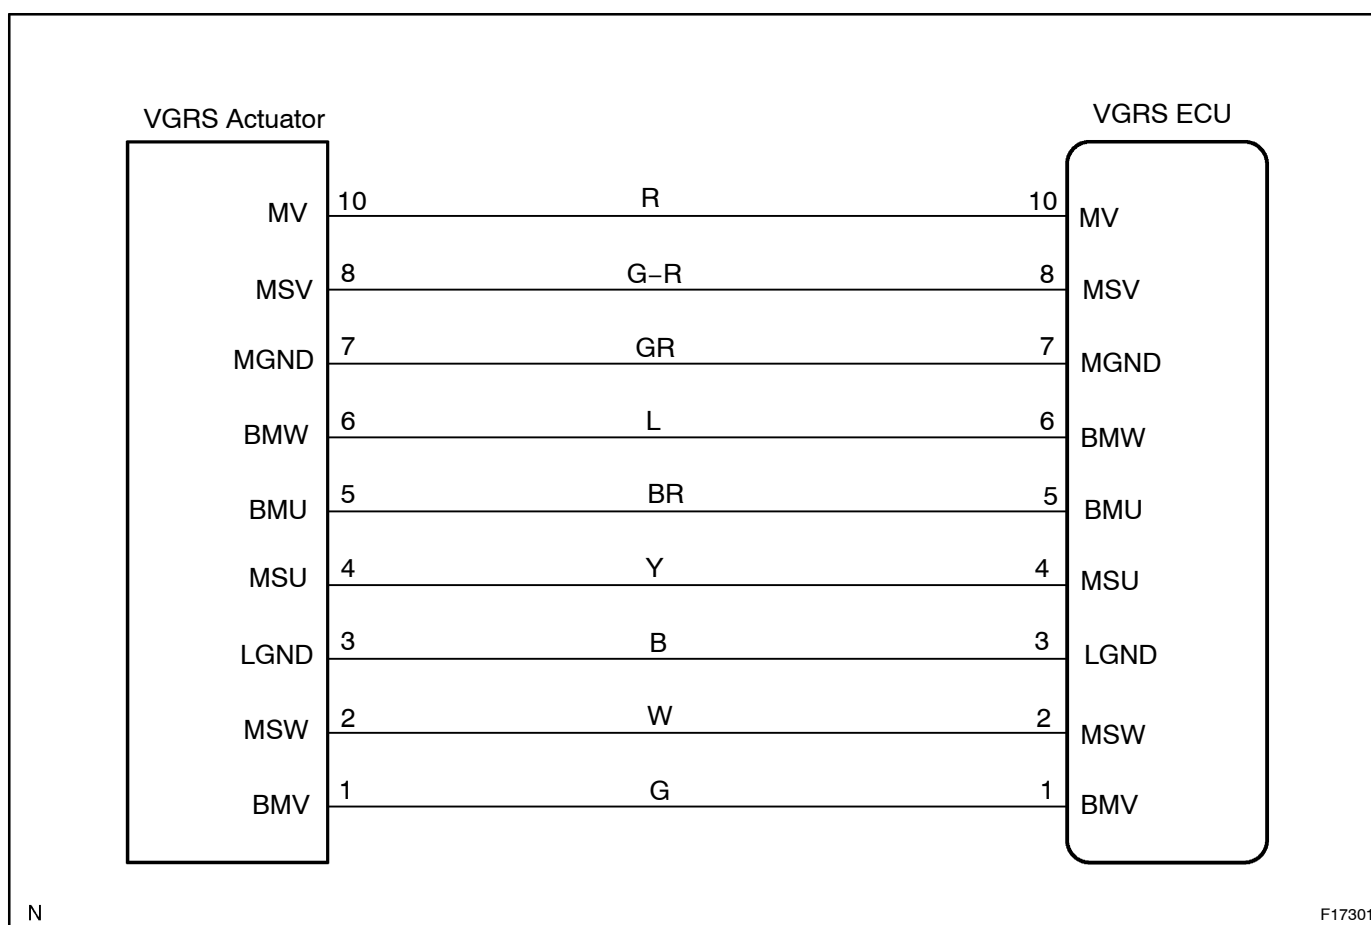 VGRS Actuator VGRS ECU
MV 10 R 10 MV
MSV 8 G−R 8 MSV
MGND 7 GR 7 MGND
BMW 6 L 6 BMW
BMU 5 BR 5 BMU
MSU 4 Y 4 MSU
LGND 3 B 3 LGND
MSW 2 W 2 MSW
BMV 1 G 1 BMV
N F17301